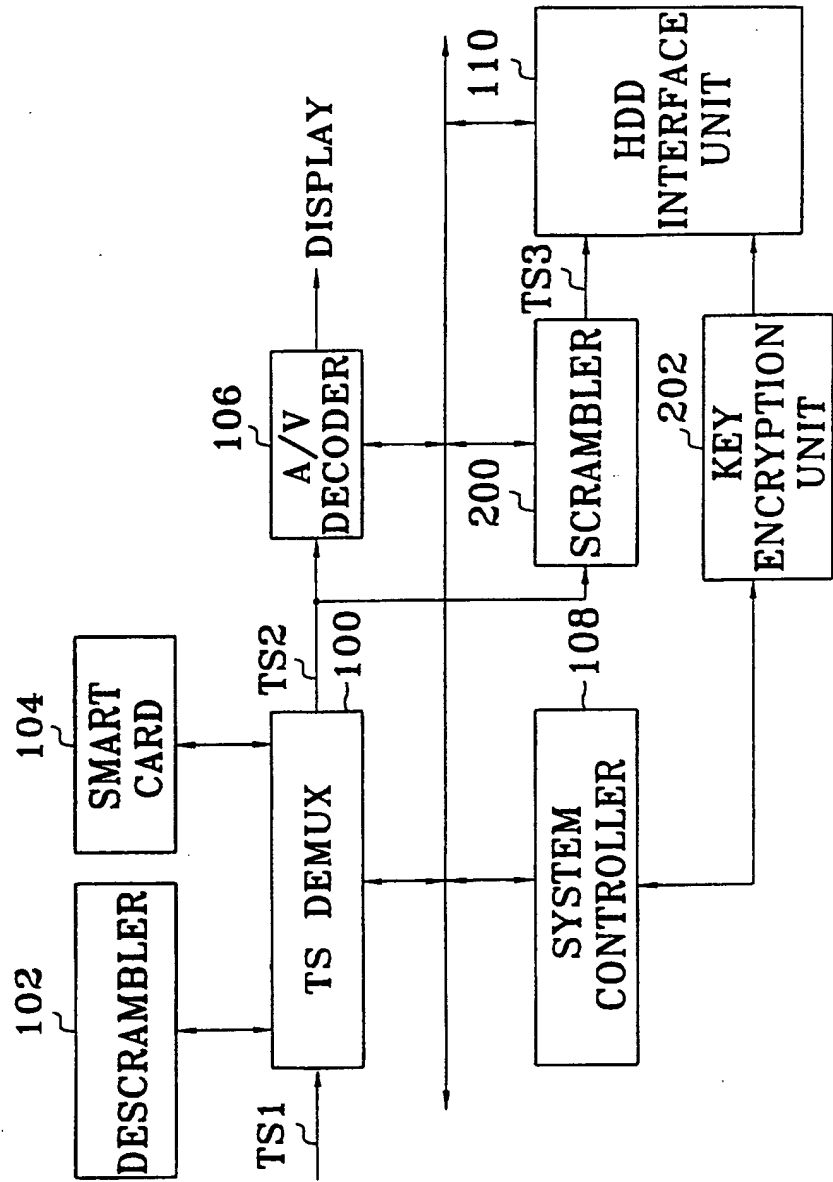 102
DESCRAMBLER
104
SMART
CARD
TS1
TS DEMUX
100
TS2
106
A/V
DECODER
DISPLAY
108
SYSTEM
CONTROLLER
200
SCRAMBLER
TS3
110
HDD
INTERFACE
UNIT
202
KEY
ENCRYPTION
UNIT